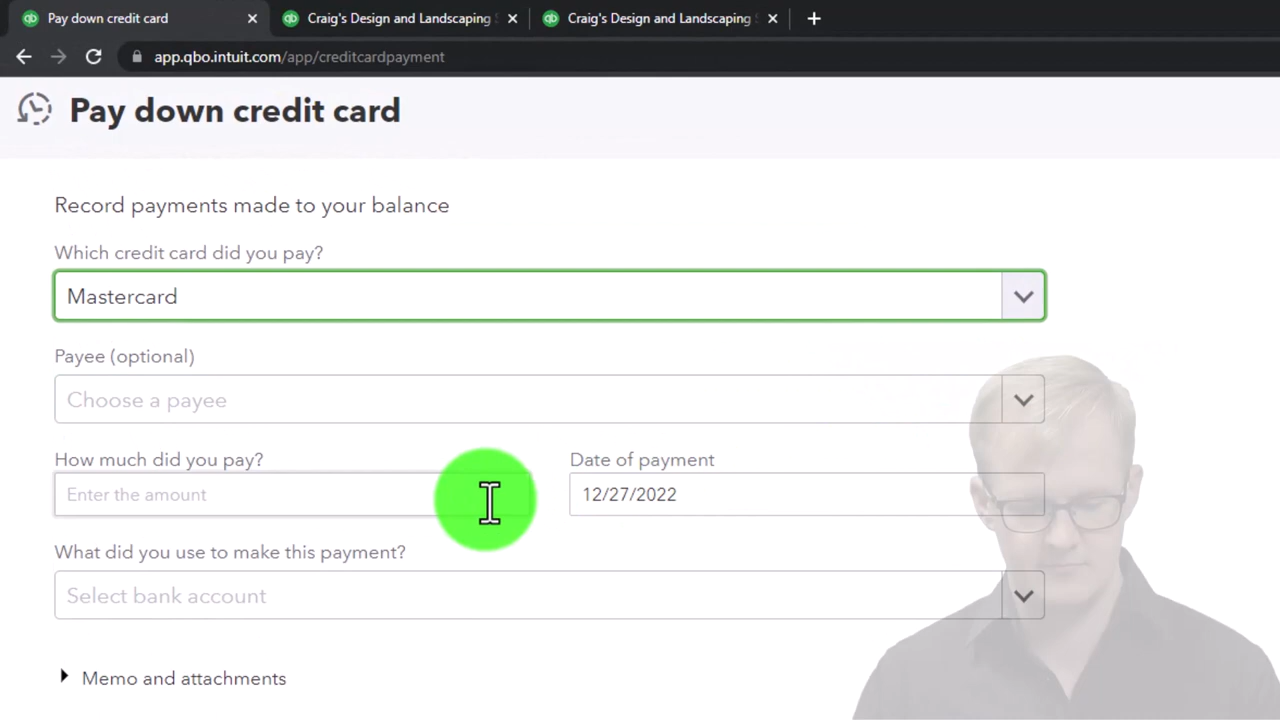 Pay down credit card
Craig's Design and Landscaping
Craig's Design and Landscaping
app.qbo.intuit.com/app/creditcardpayment
Pay down credit card
Record payments made to your balance
Which credit card did you pay?
Mastercard
Payee (optional)
Choose a payee
How much did you pay?
Date of payment
Enter the amount
12/27/2022
What did you use to make this payment?
Select bank account
Memo and attachments